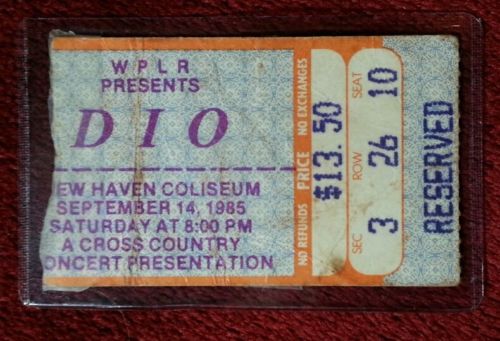 WPLR
PRESENTS
DIO
EW HAVEN COLISEUM
SEPTEMBER 14, 1985
SATURDAY AT 8:00 PM
A CROSS COUNTRY
ONCERT PRESENTATION
NO REFUNDS PRICE NO EXCHANGES
$13.50
SEC ROW SEAT
3 26 10
RESERVED